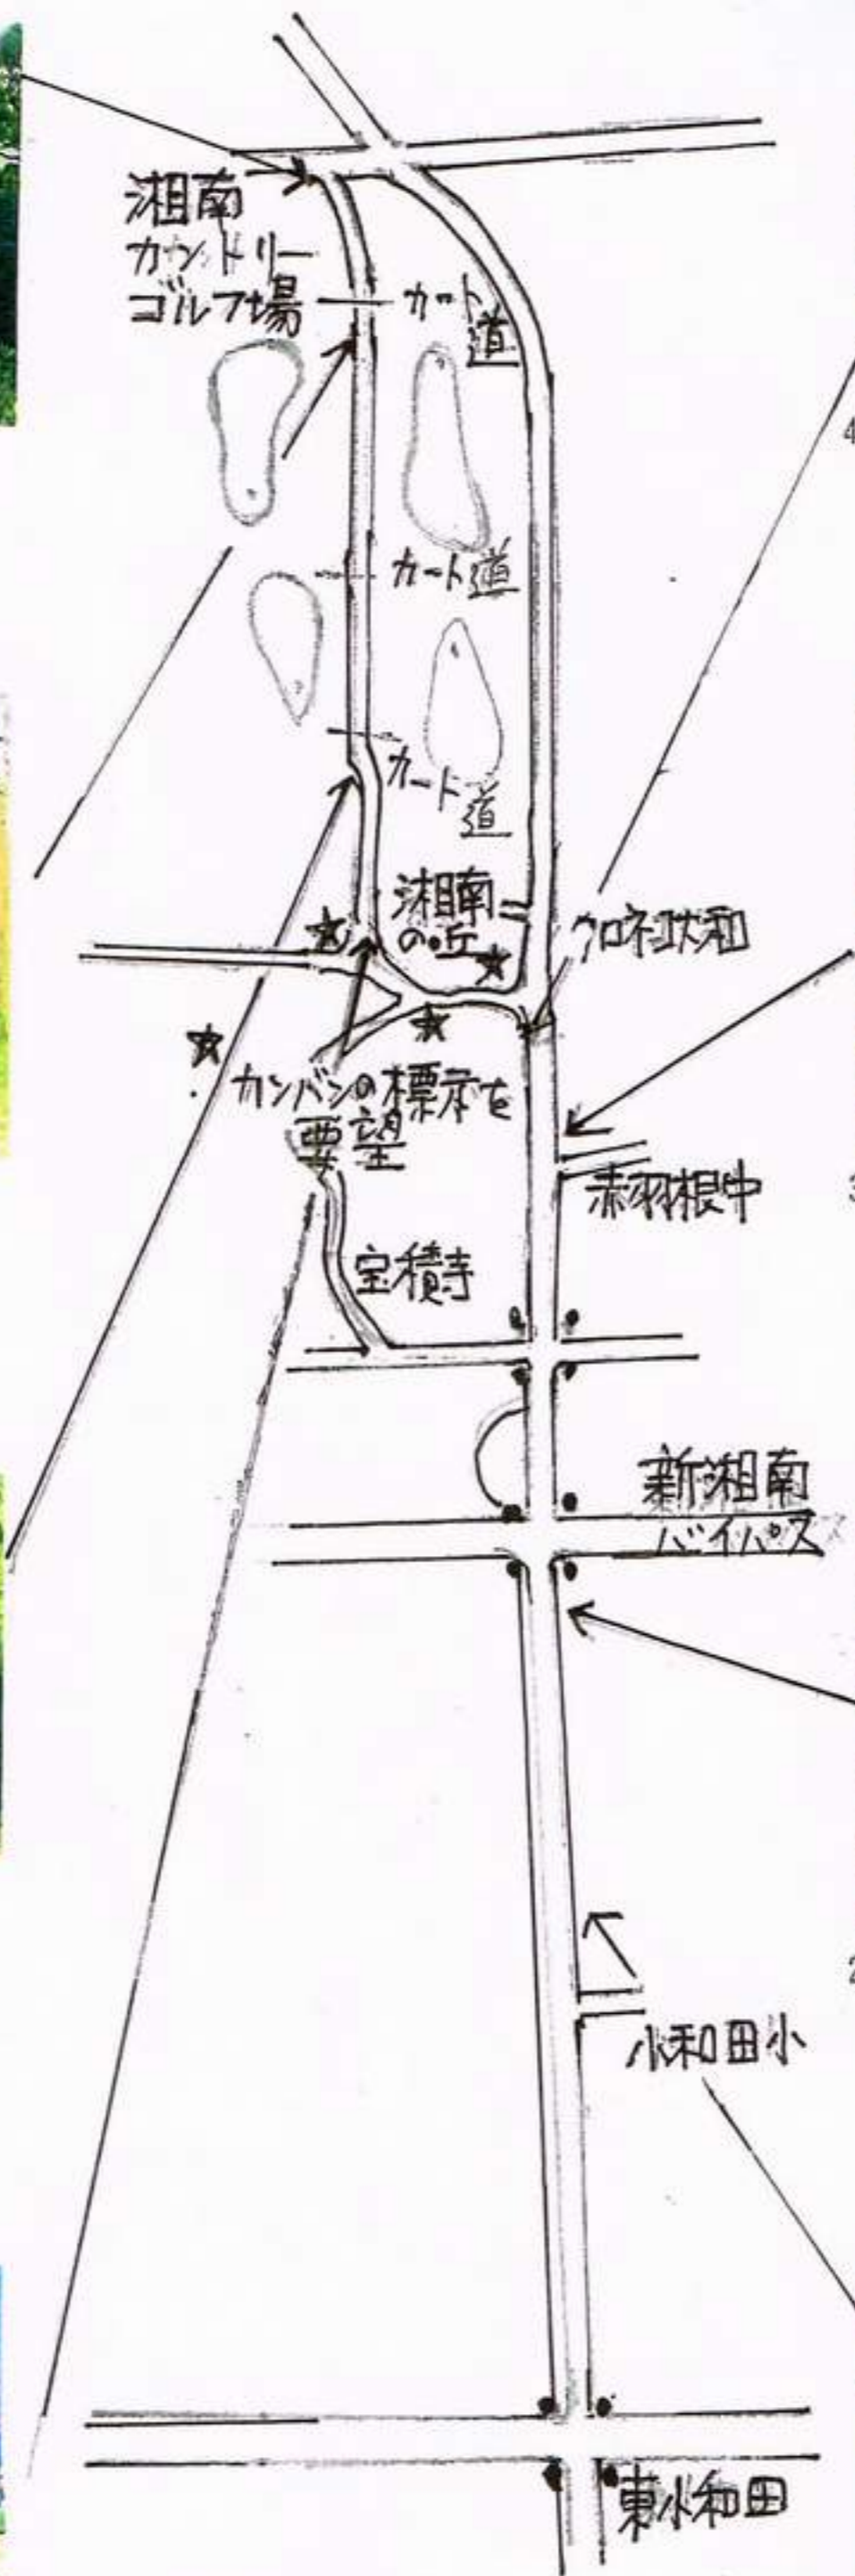 湘南
カントリー
ゴルフ場
カート
道
カート道
カート
道
湘南
の丘
クロネコ大和
カンバンの標示を
要望
赤羽根中
宝積寺
新湘南
バイパス
小和田小
東小和田
4
3
2